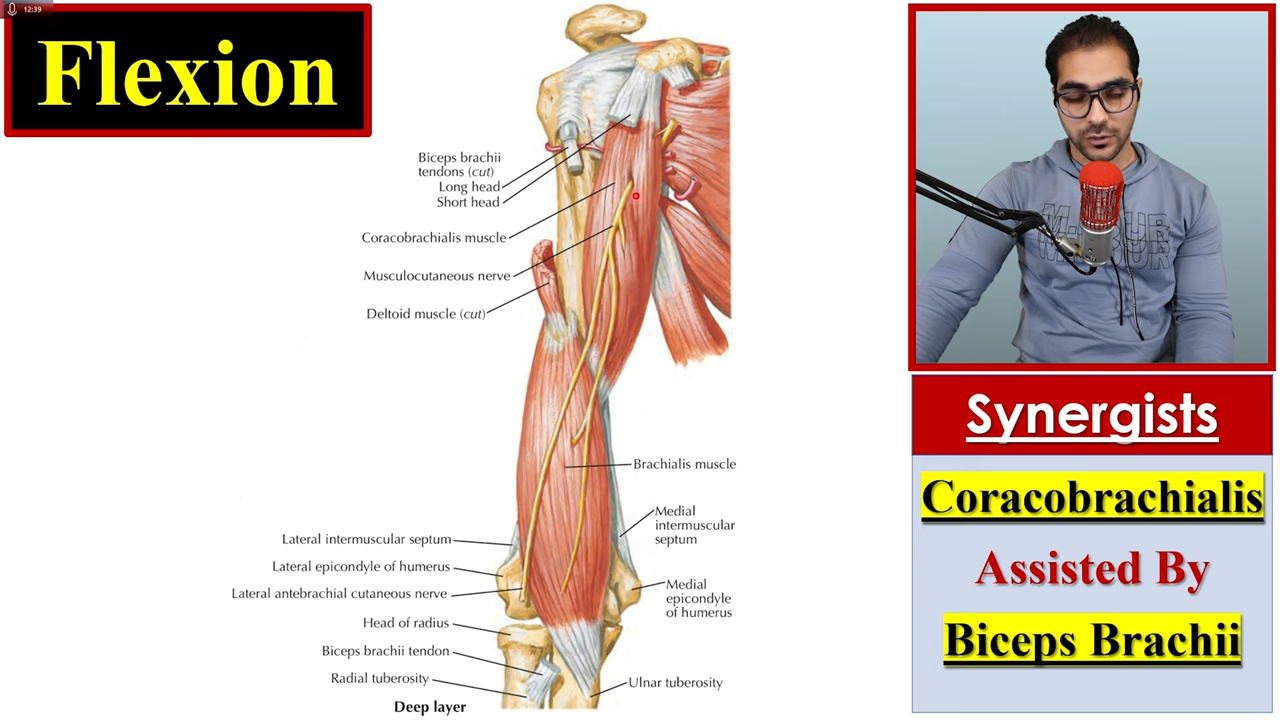 12:39
Flexion
Biceps brachii
tendons (cut)
Long head
Short head
Coracobrachialis muscle
Musculocutaneous nerve
Deltoid muscle (cut)
Brachialis muscle
Medial
intermuscular
septum
Lateral intermuscular septum
Lateral epicondyle of humerus
Lateral antebrachial cutaneous nerve
Medial
epicondyle
of humerus
Head of radius
Biceps brachii tendon
Radial tuberosity
Ulnar tuberosity
Deep layer
Synergists
Coracobrachialis
Assisted By
Biceps Brachii